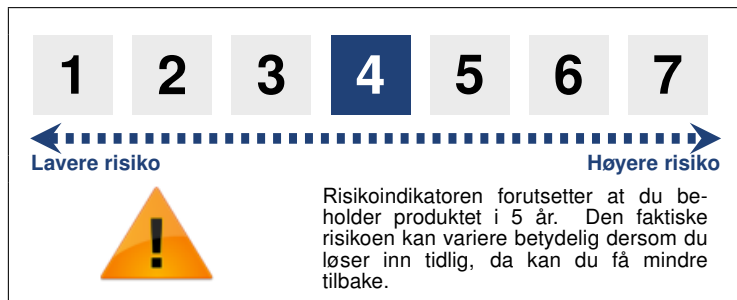 1 2 3 4 5 6 7
Lavere risiko Høyere risiko
!
Risikoindikatoren forutsetter at du be-
holder produktet i 5 år. Den faktiske
risikoen kan variere betydelig dersom du
løser inn tidlig, da kan du få mindre
tilbake.